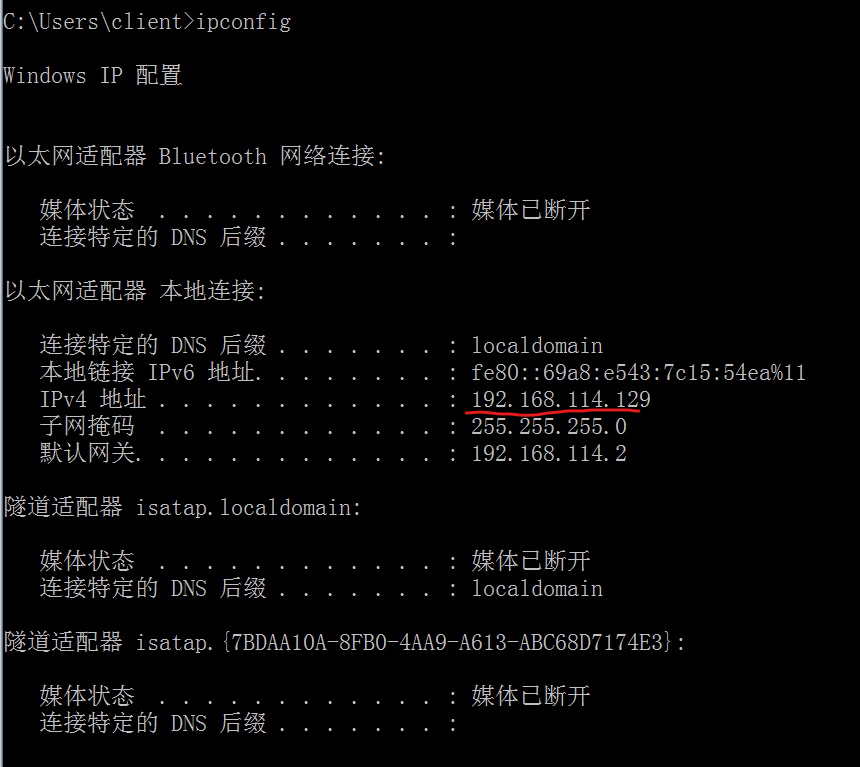 C:\Users\client>ipconfig
Windows IP 配置
以太网适配器 Bluetooth 网络连接:
媒体状态 . . . . . . . . . . . . : 媒体已断开
连接特定的 DNS 后缀 . . . . . . . :
以太网适配器 本地连接:
连接特定的 DNS 后缀 . . . . . . . : localdomain
本地链接 IPv6 地址. . . . . . . . : fe80::69a8:e543:7c15:54ea%11
IPv4 地址 . . . . . . . . . . . . : 192.168.114.129
子网掩码 . . . . . . . . . . . . : 255.255.255.0
默认网关. . . . . . . . . . . . . : 192.168.114.2
隧道适配器 isatap.localdomain:
媒体状态 . . . . . . . . . . . . : 媒体已断开
连接特定的 DNS 后缀 . . . . . . . : localdomain
隧道适配器 isatap.{7BDAA10A-8FB0-4AA9-A613-ABC68D7174E3}:
媒体状态 . . . . . . . . . . . . : 媒体已断开
连接特定的 DNS 后缀 . . . . . . . :